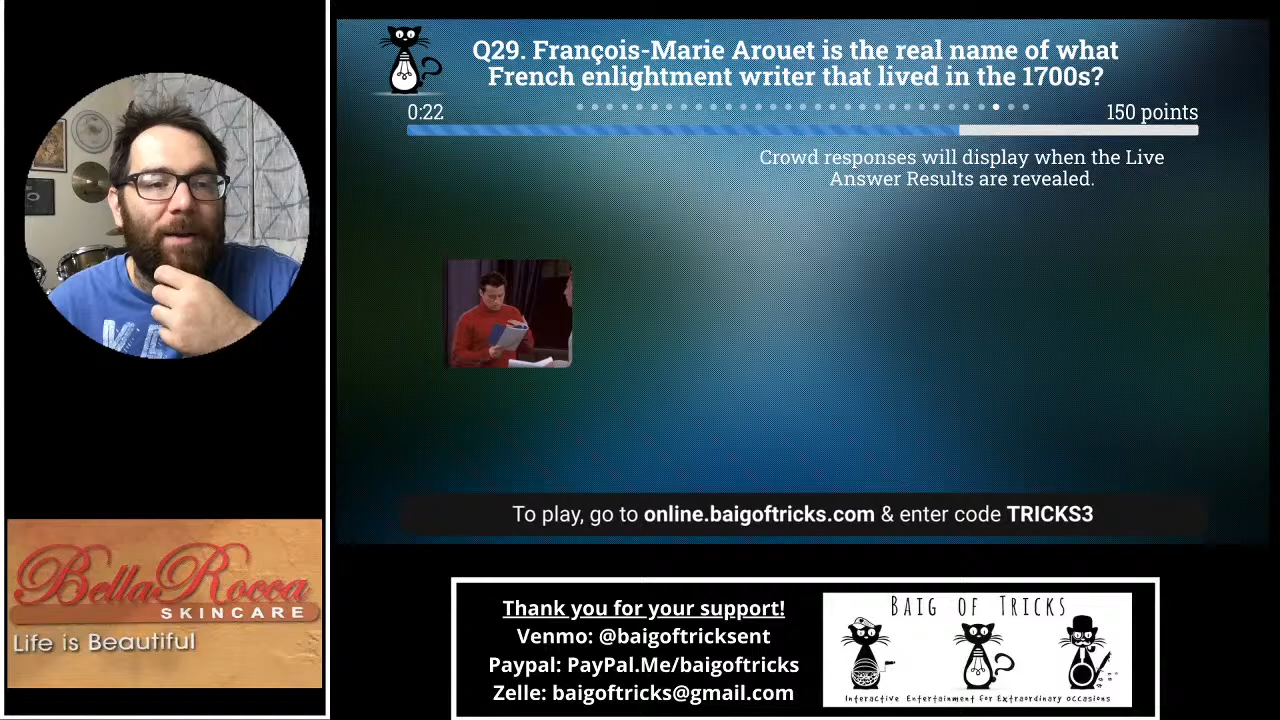 Q29. François-Marie Arouet is the real name of what
French enlightment writer that lived in the 1700s?
0:22
150 points
Crowd responses will display when the Live
Answer Results are revealed.
To play, go to online.baigoftricks.com & enter code TRICKS3
BellaRocca
SKINCARE
Life is Beautiful
Thank you for your support!
Venmo: @baigoftricksent
Paypal: PayPal.Me/baigoftricks
Zelle: baigoftricks@gmail.com
BAIG OF TRICKS
Interactive Entertainment for Extraordinary occasions